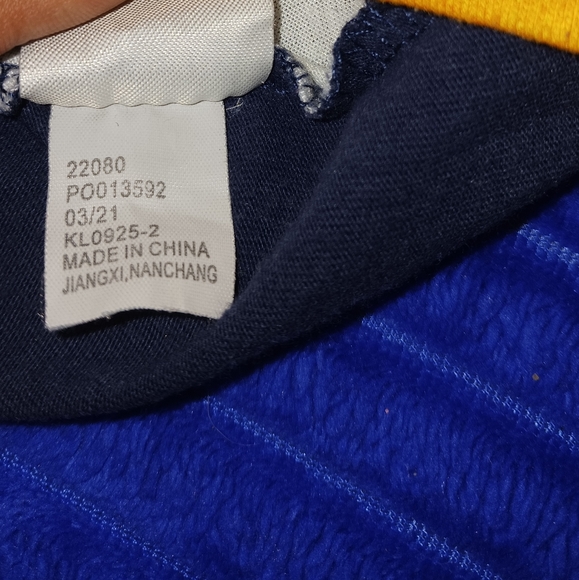 22080
PO013592
03/21
KL0925-2
MADE IN CHINA
JIANGXI,NANCHANG